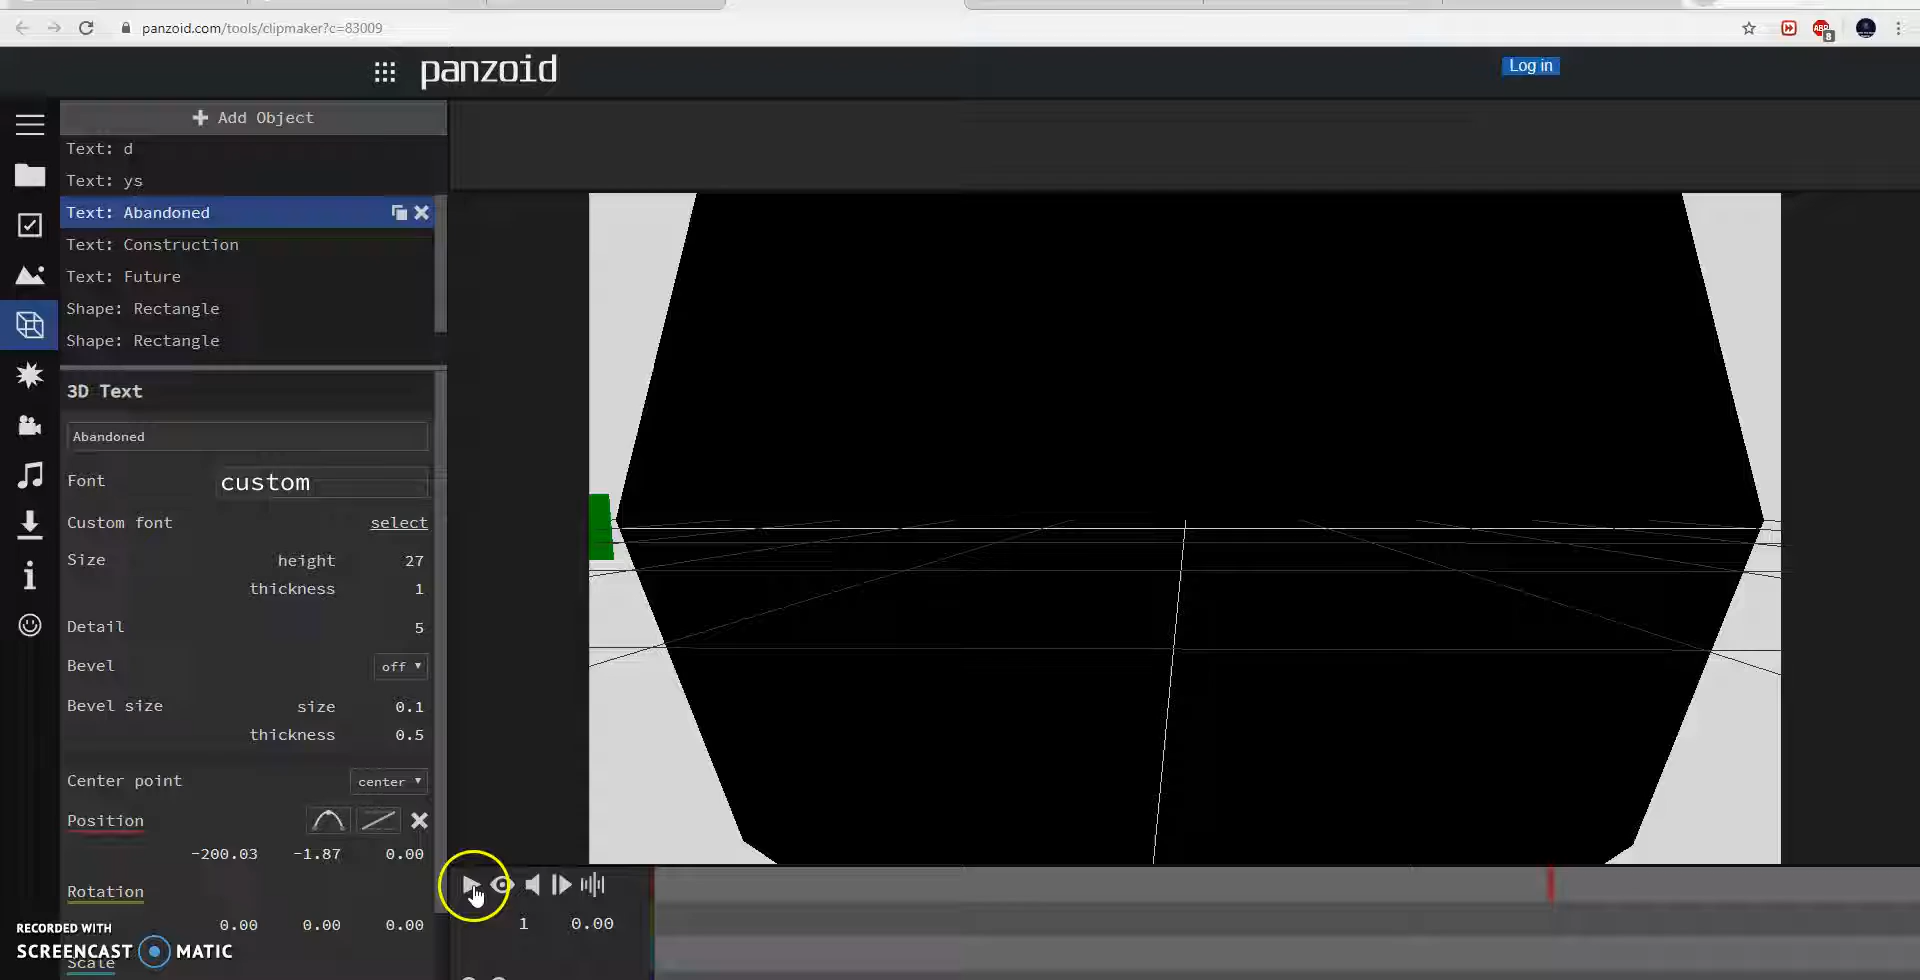 panzoid.com/tools/clipmaker?c=83009
ABP
8
panzoid
Log in
Add Object
Text: d
Text: ys
Text: Abandoned
Text: Construction
Text: Future
Shape: Rectangle
Shape: Rectangle
3D Text
Abandoned
Font custom
Custom font select
Size height 27
thickness 1
Detail 5
Bevel off
Bevel size size 0.1
thickness 0.5
Center point center
Position
-200.03 -1.87 0.00
Rotation
0.00 0.00 0.00
1 0.00
RECORDED WITH
SCREENCAST MATIC
Scale